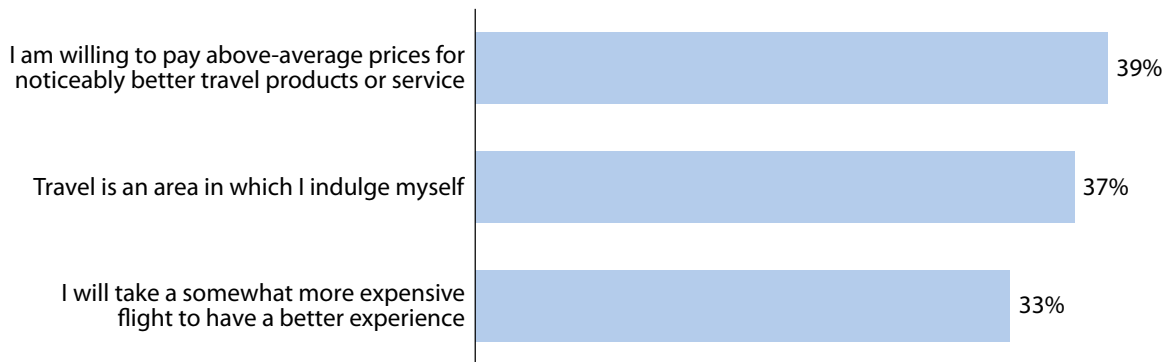 I am willing to pay above-average prices for
noticeably better travel products or service
39%
Travel is an area in which I indulge myself
37%
I will take a somewhat more expensive
flight to have a better experience
33%